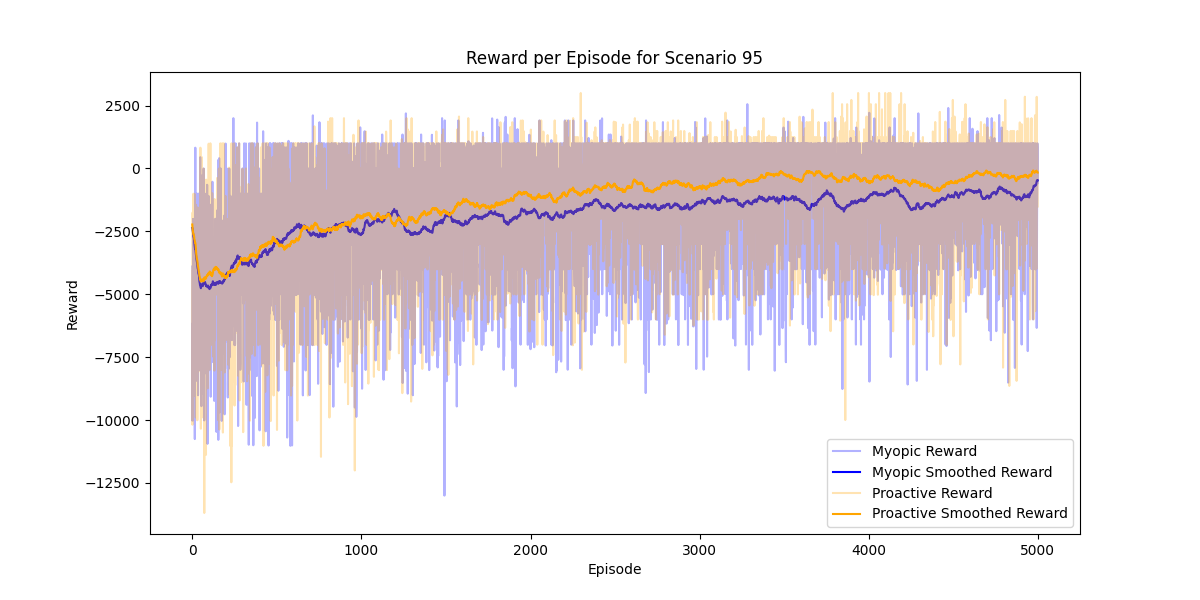 Reward per Episode for Scenario 95
Reward
2500
0
−2500
−5000
−7500
−10000
−12500
0 1000 2000 3000 4000 5000
Episode
Myopic Reward
Myopic Smoothed Reward
Proactive Reward
Proactive Smoothed Reward